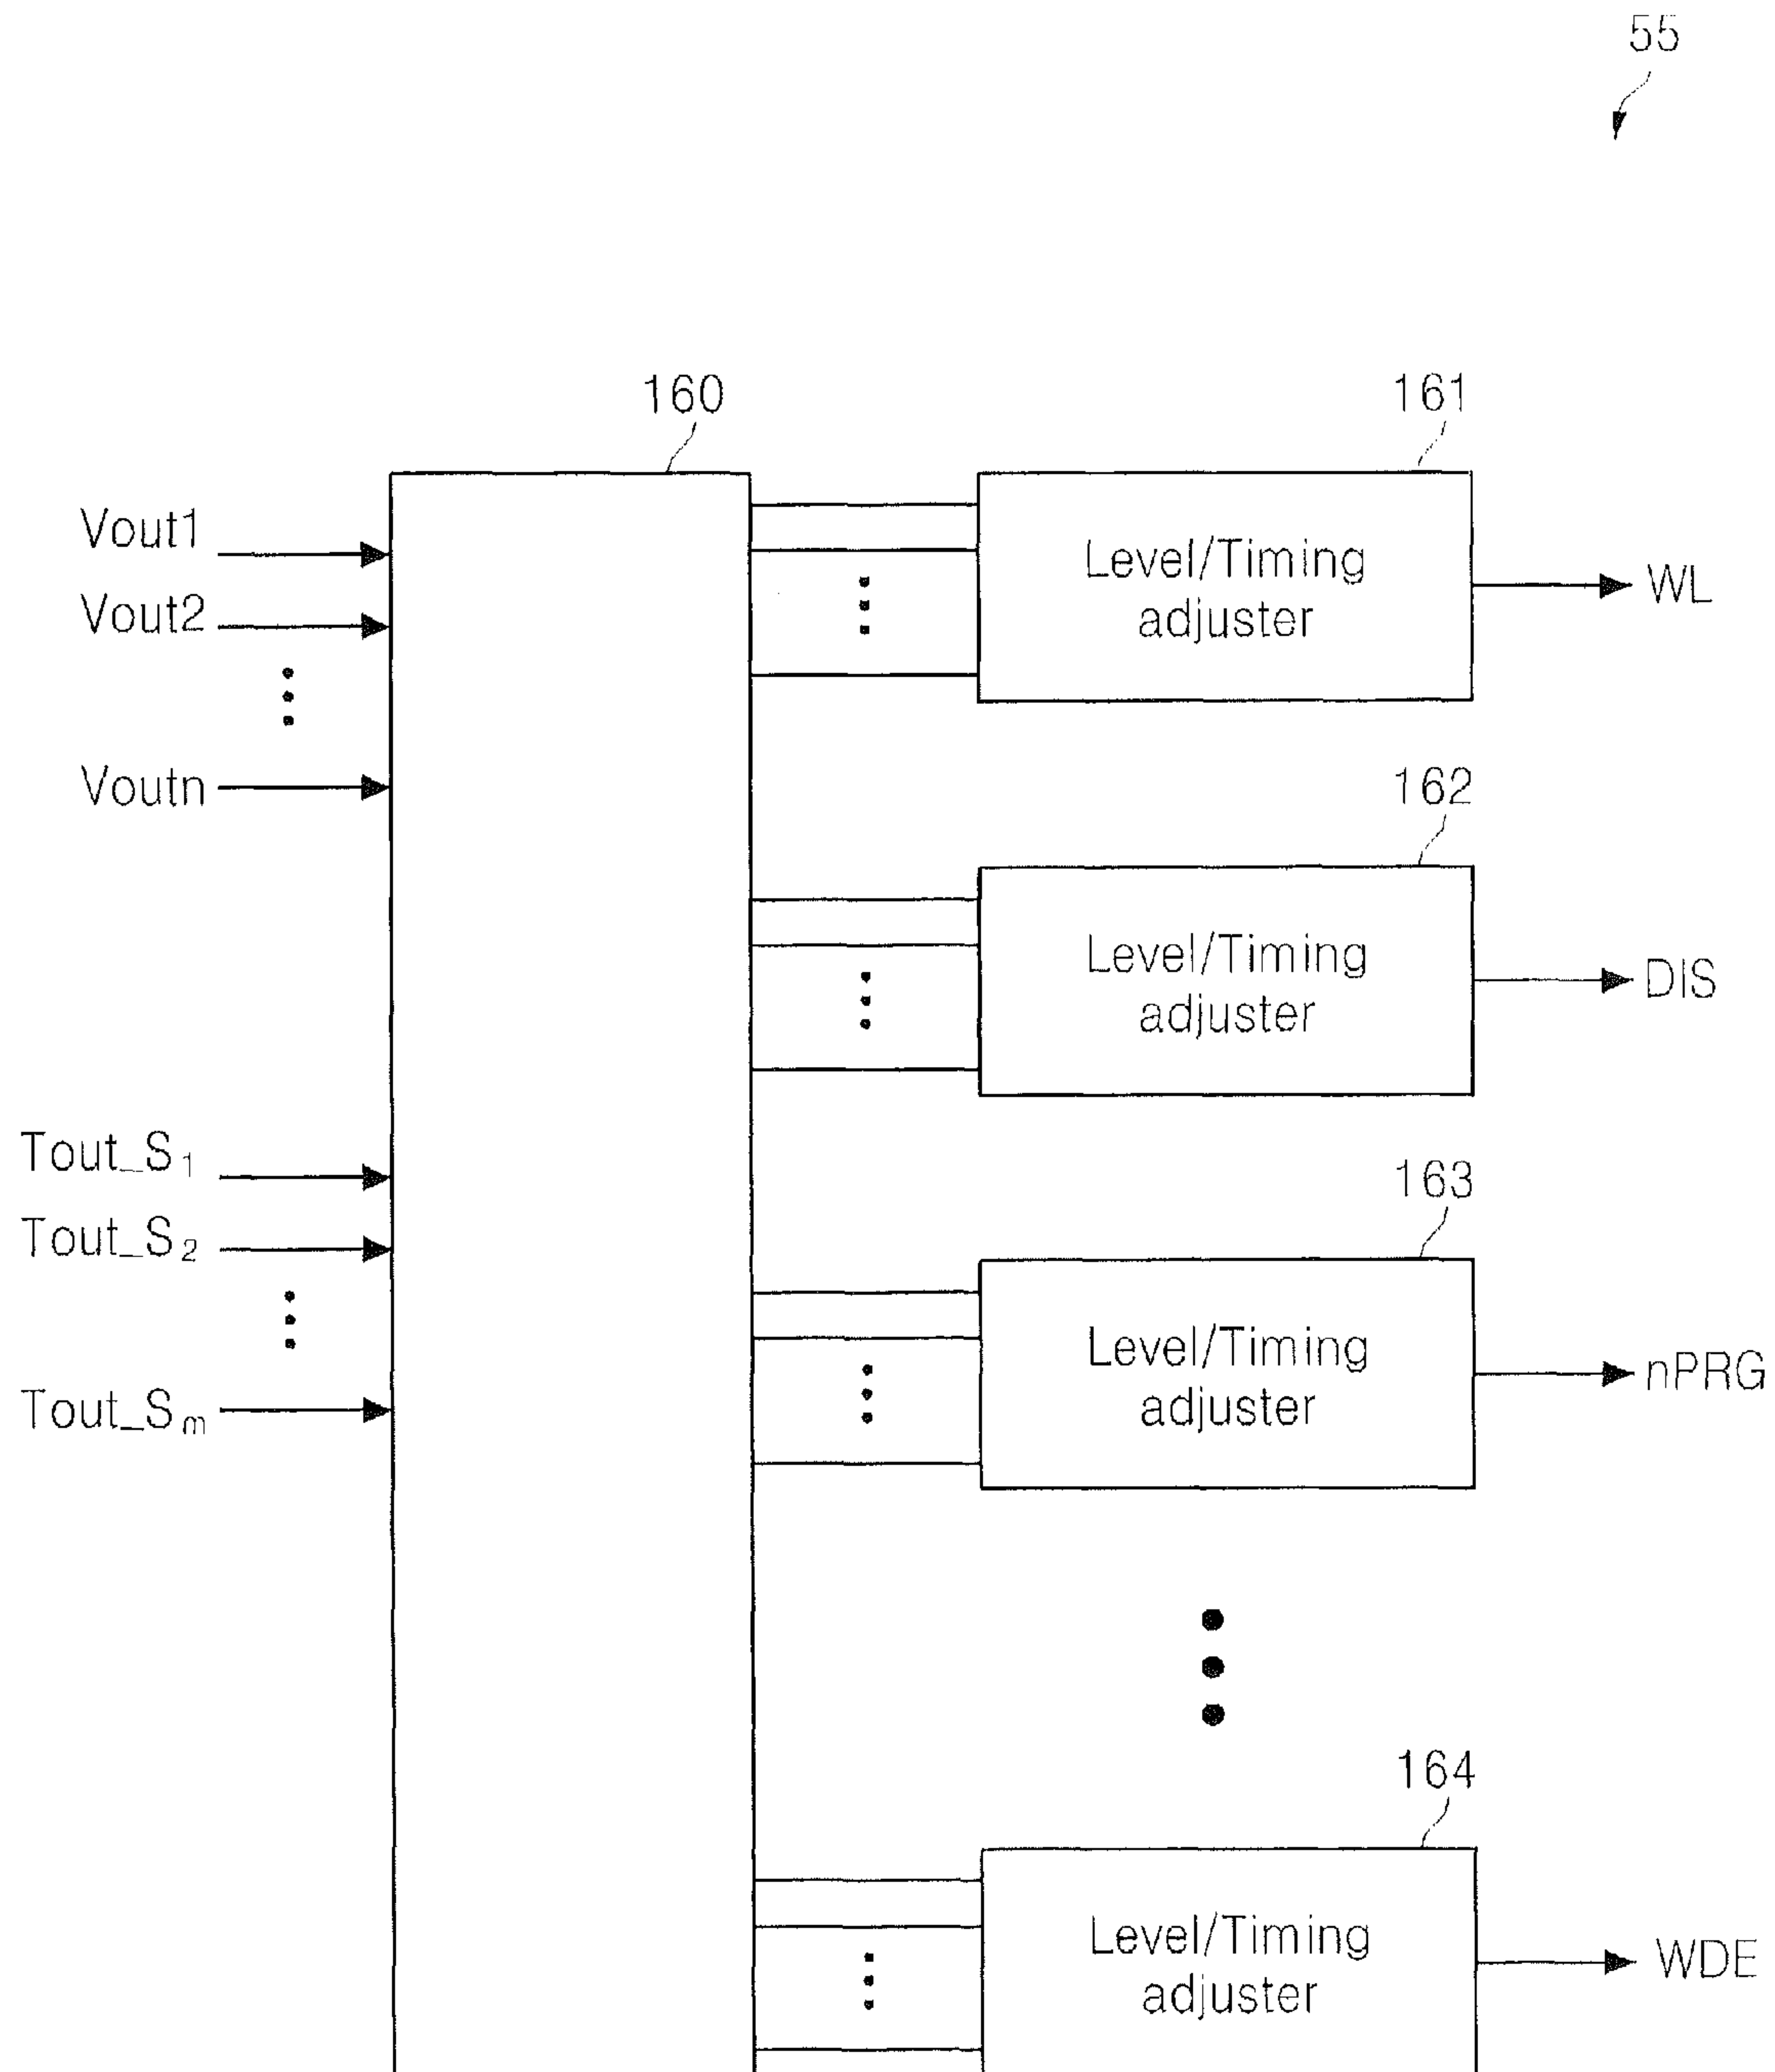 55
160
161
Vout1
Vout2
Voutn
Level/Timing
adjuster
WL
162
Level/Timing
adjuster
DIS
Tout_S1
Tout_S2
Tout_Sm
163
Level/Timing
adjuster
nPRG
164
Level/Timing
adjuster
WDE